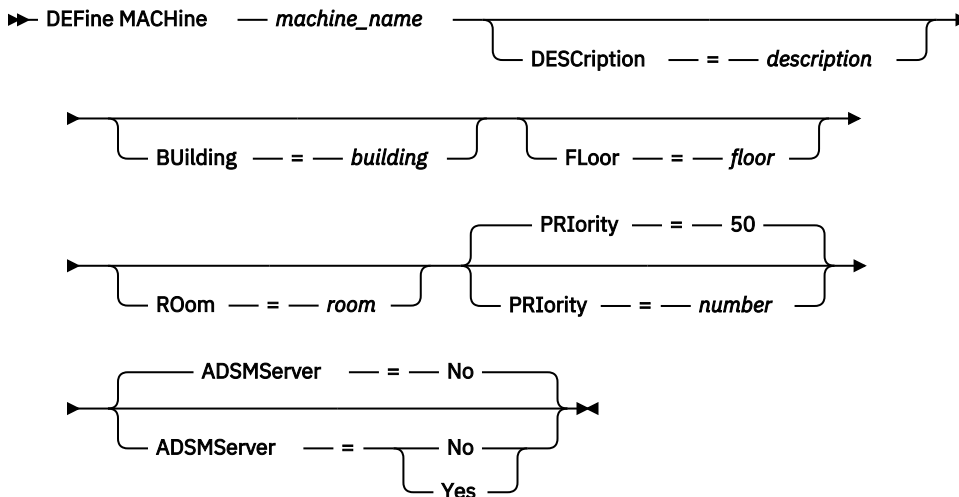 DEFine MACHine machine_name
DESCription = description
BUilding = building FLoor = floor
PRIority = 50
ROom = room PRIority = number
ADSMServer = No
ADSMServer = No
Yes